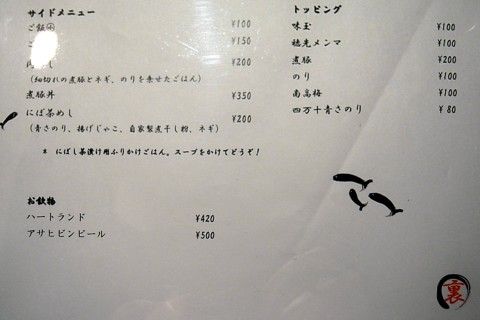 サイドメニュー
ご飯㊥ ¥100
¥150
¥200
(細切れの煮豚とネギ、のりを乗せたごはん)
煮豚丼 ¥350
にぼ茶めし ¥200
(青さのり、揚げじゃこ、自家製煮干し粉、ネギ)
* にぼし茶漬け用ふりかけごはん。スープをかけてどうぞ!
お飲物
ハートランド ¥420
アサヒビンビール ¥500
トッピング
味玉 ¥100
穂先メンマ ¥100
煮豚 ¥200
のり ¥100
南高梅 ¥100
四万十青さのり ¥ 80
裏